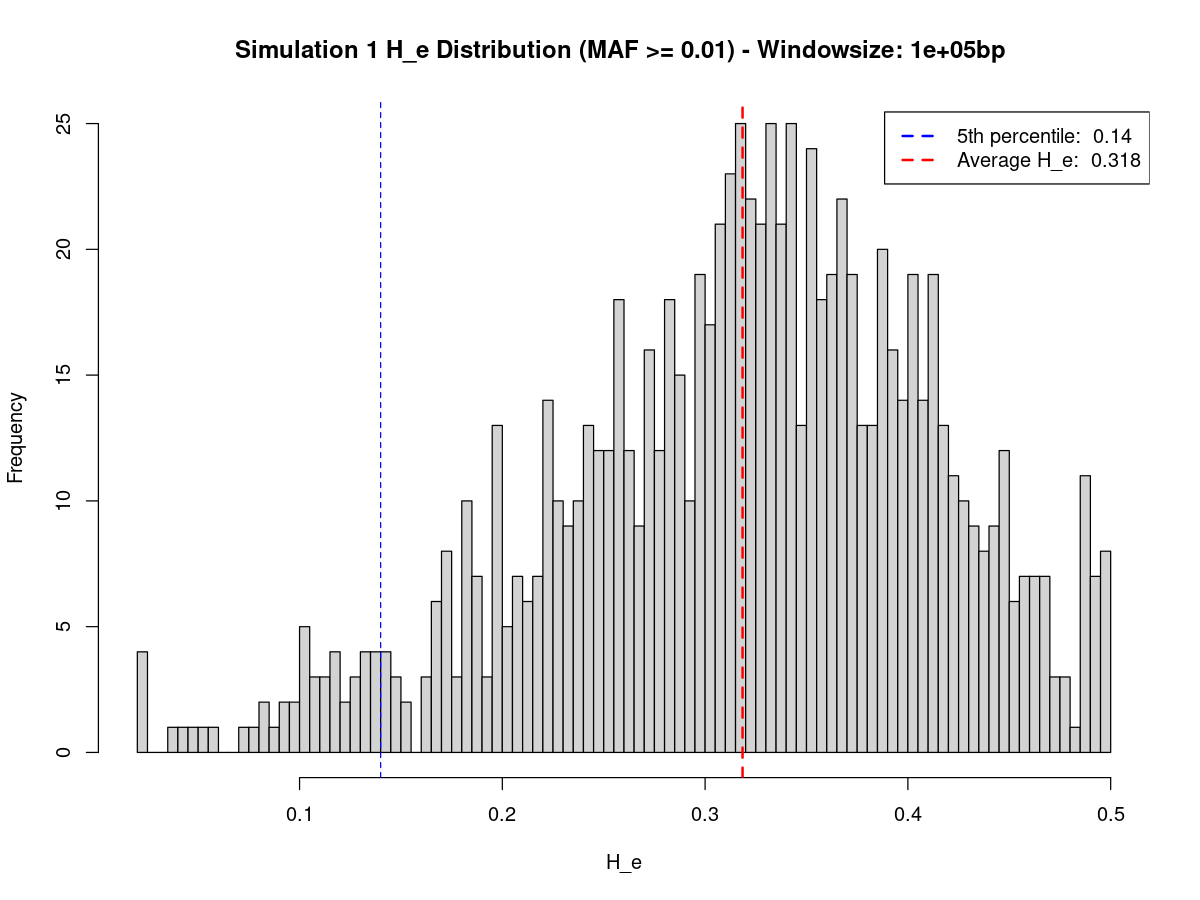 Simulation 1 H_e Distribution (MAF >= 0.01) - Windowsize: 1e+05bp
5th percentile: 0.14
Average H_e: 0.318
Frequency
25
20
15
10
5
0
0.1 0.2 0.3 0.4 0.5
H_e